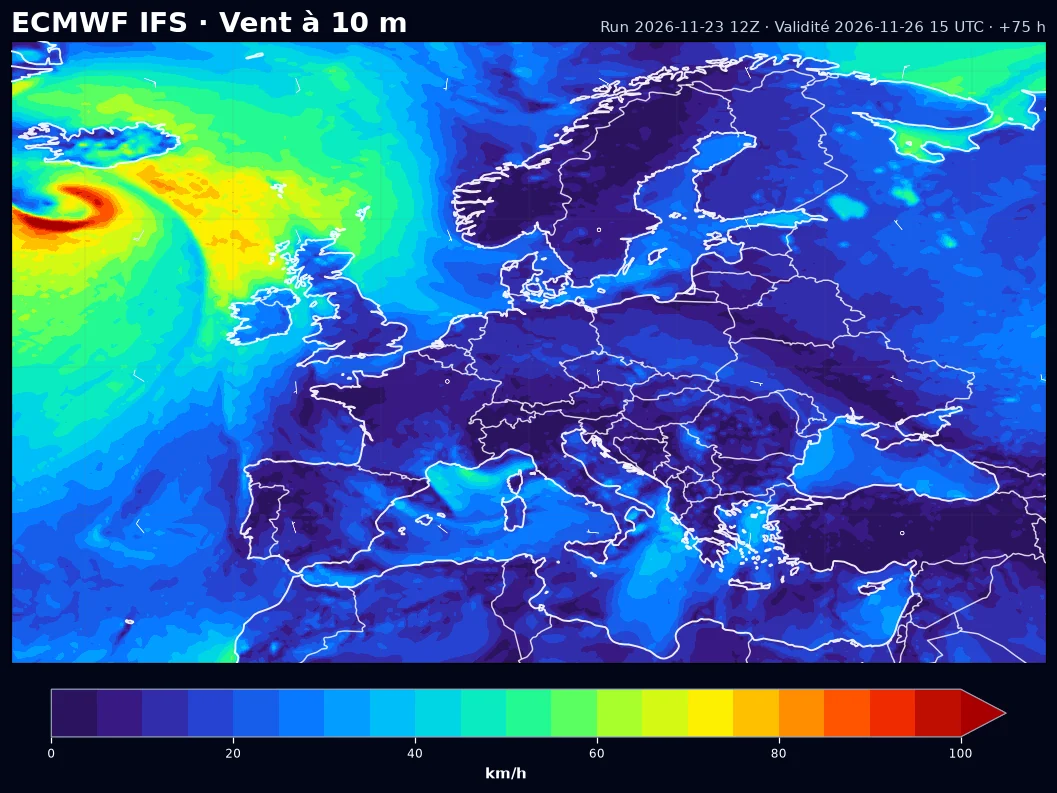 ECMWF IFS · Vent à 10 m
Run 2026-11-23 12Z · Validité 2026-11-26 15 UTC · +75 h
0 20 40 60 80 100
km/h